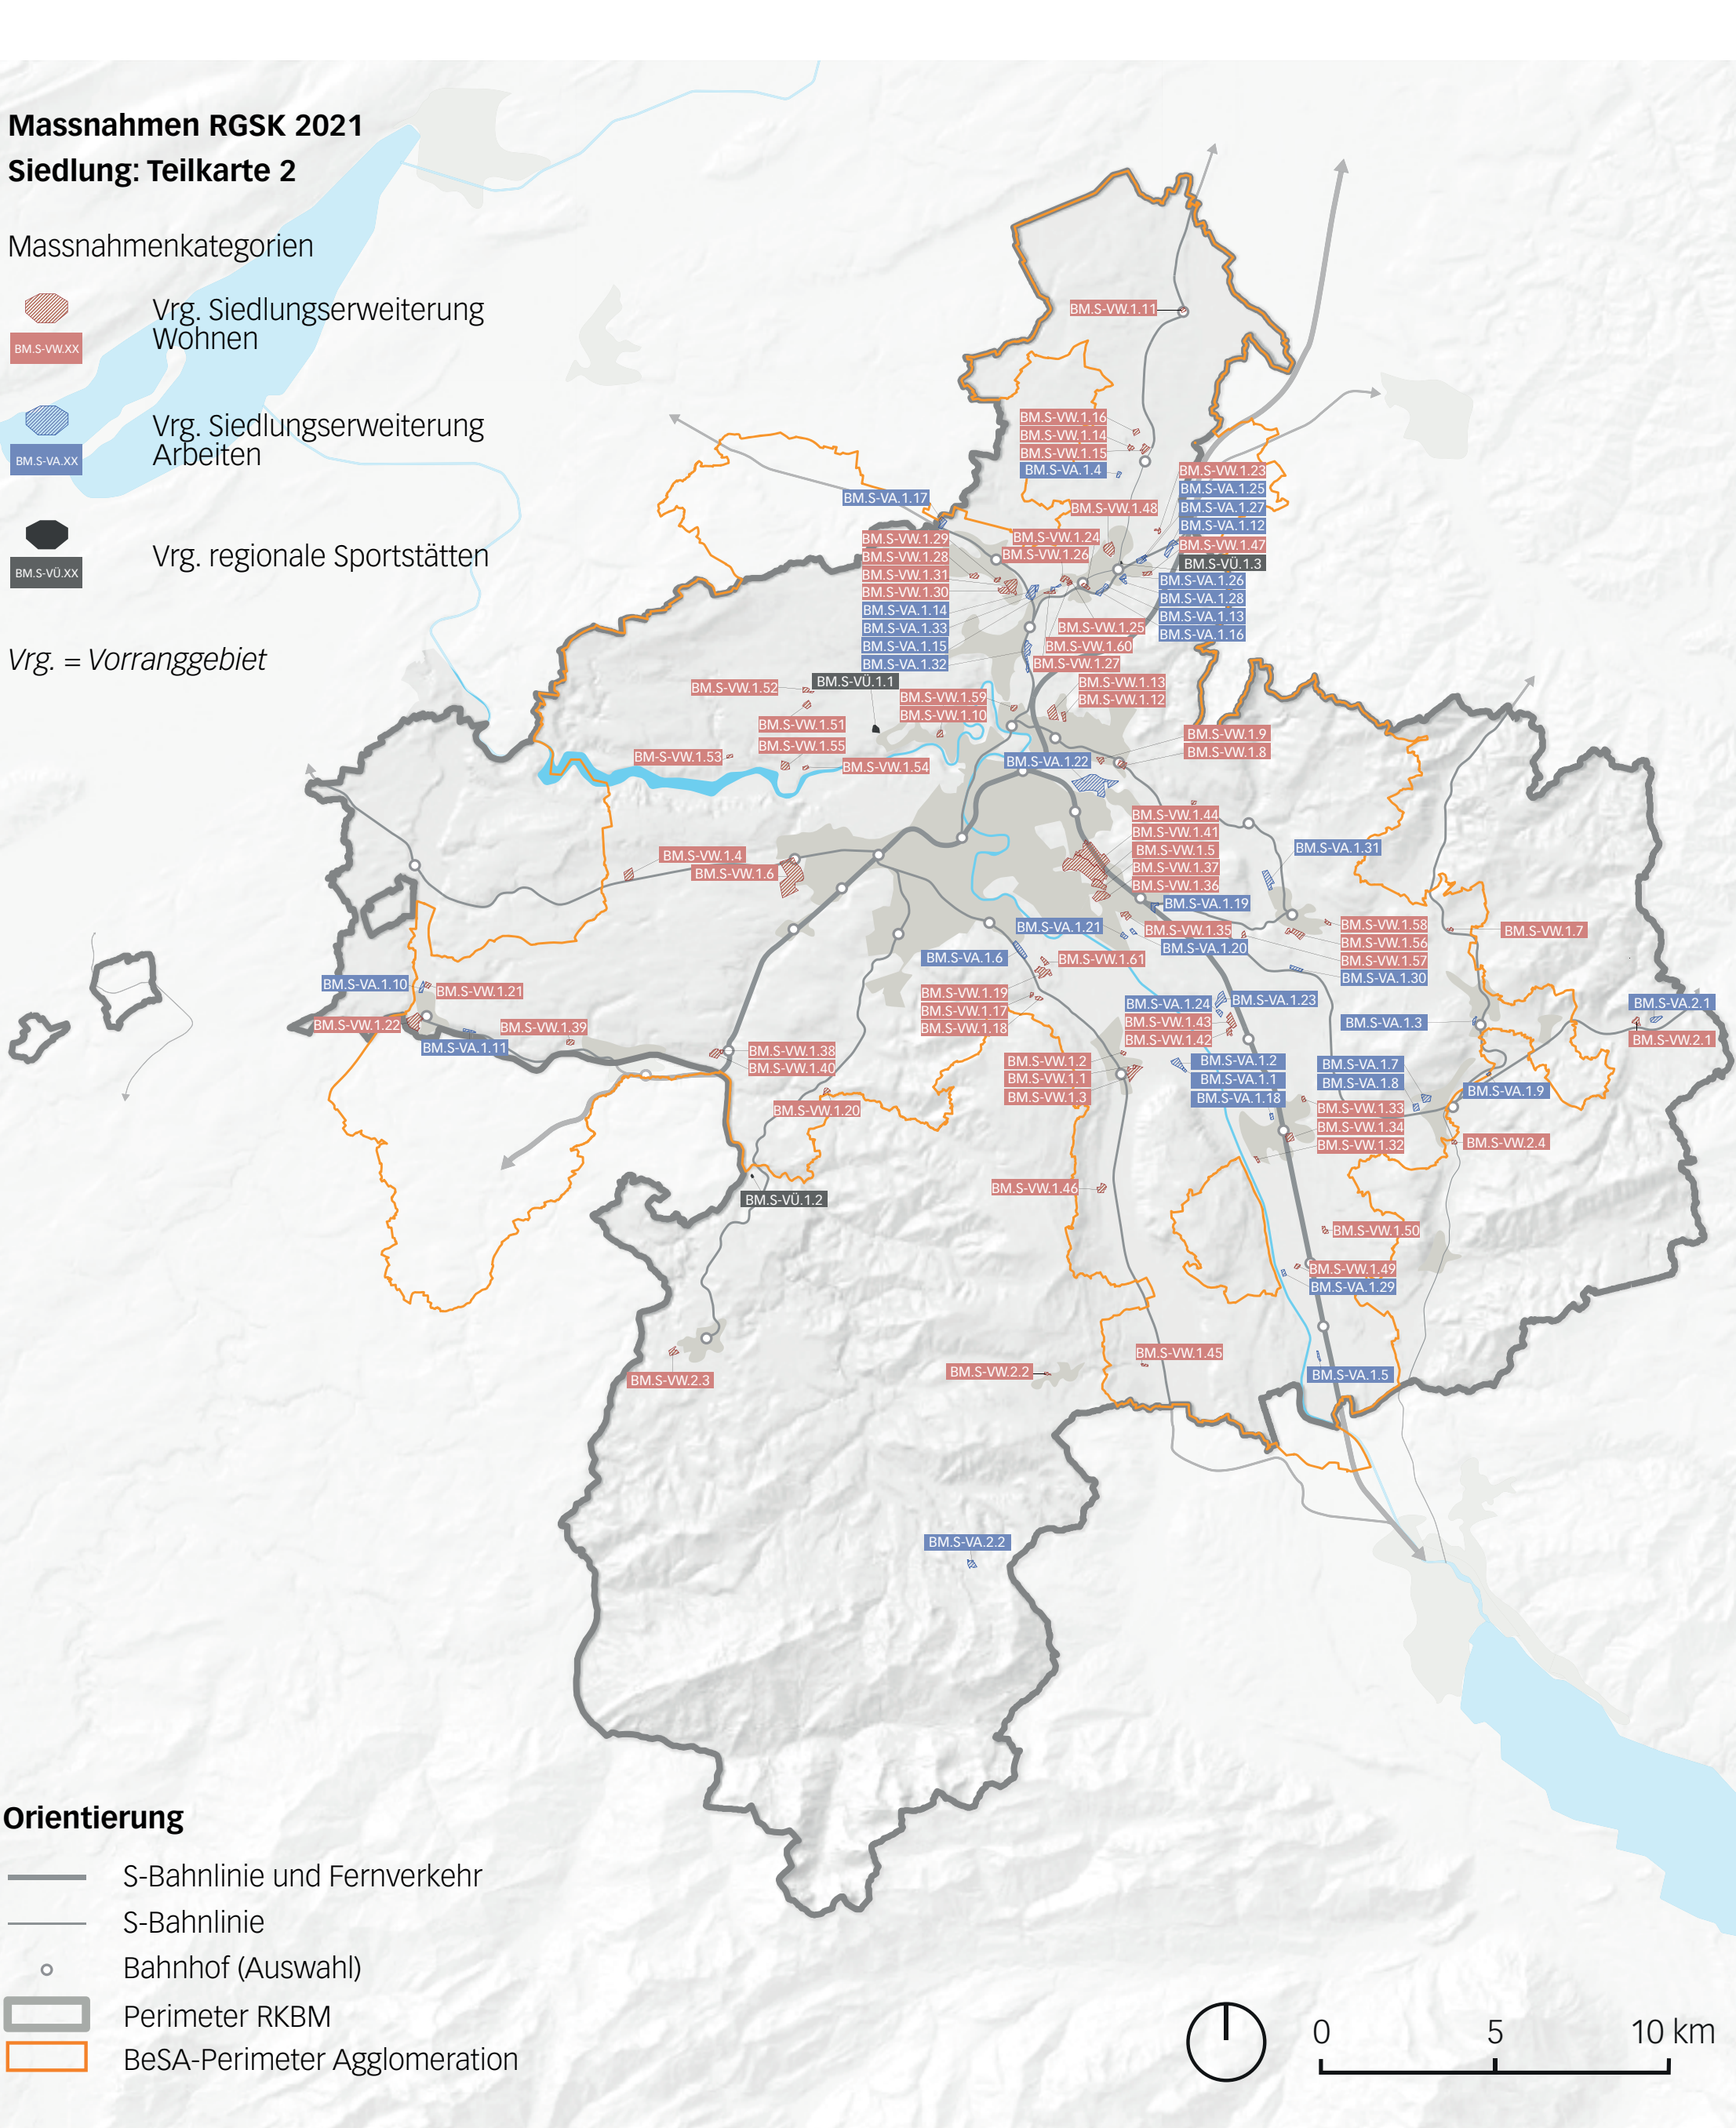 Massnahmen RGSK 2021
Siedlung: Teilkarte 2
Massnahmenkategorien
Vrg. Siedlungserweiterung
Wohnen
BM.S-VW.XX
Vrg. Siedlungserweiterung
Arbeiten
BM.S-VA.XX
Vrg. regionale Sportstätten
BM.S-VÜ.XX
Vrg. = Vorranggebiet
BM.S-VW.1.11
BM.S-VW.1.16
BM.S-VW.1.14
BM.S-VW.1.15
BM.S-VA.1.4
BM.S-VW.1.23
BM.S-VA.1.25
BM.S-VA.1.27
BM.S-VA.1.12
BM.S-VW.1.47
BM.S-VÜ.1.3
BM.S-VA.1.26
BM.S-VA.1.28
BM.S-VA.1.13
BM.S-VA.1.16
BM.S-VA.1.17
BM.S-VW.1.48
BM.S-VW.1.24
BM.S-VW.1.26
BM.S-VW.1.29
BM.S-VW.1.28
BM.S-VW.1.31
BM.S-VW.1.30
BM.S-VA.1.14
BM.S-VA.1.33
BM.S-VA.1.15
BM.S-VA.1.32
BM.S-VW.1.25
BM.S-VW.1.60
BM.S-VW.1.27
BM.S-VW.1.13
BM.S-VW.1.12
BM.S-VÜ.1.1
BM.S-VW.1.52
BM.S-VW.1.59
BM.S-VW.1.10
BM.S-VW.1.51
BM.S-VW.1.55
BM.S-VW.1.53
BM.S-VW.1.54
BM.S-VW.1.9
BM.S-VW.1.8
BM.S-VA.1.22
BM.S-VW.1.44
BM.S-VW.1.41
BM.S-VW.1.5
BM.S-VW.1.37
BM.S-VW.1.36
BM.S-VA.1.31
BM.S-VW.1.4
BM.S-VW.1.6
BM.S-VA.1.19
BM.S-VA.1.21
BM.S-VW.1.35
BM.S-VA.1.20
BM.S-VW.1.58
BM.S-VW.1.56
BM.S-VW.1.57
BM.S-VA.1.30
BM.S-VW.1.7
BM.S-VA.1.6
BM.S-VW.1.61
BM.S-VA.1.10
BM.S-VW.1.21
BM.S-VW.1.22
BM.S-VA.1.11
BM.S-VW.1.39
BM.S-VW.1.19
BM.S-VW.1.17
BM.S-VW.1.18
BM.S-VA.1.24
BM.S-VA.1.23
BM.S-VW.1.43
BM.S-VW.1.42
BM.S-VA.1.3
BM.S-VA.2.1
BM.S-VW.2.1
BM.S-VW.1.38
BM.S-VW.1.40
BM.S-VW.1.2
BM.S-VW.1.1
BM.S-VW.1.3
BM.S-VA.1.2
BM.S-VA.1.1
BM.S-VA.1.18
BM.S-VA.1.7
BM.S-VA.1.8
BM.S-VA.1.9
BM.S-VW.1.20
BM.S-VW.1.33
BM.S-VW.1.34
BM.S-VW.1.32
BM.S-VW.2.4
BM.S-VÜ.1.2
BM.S-VW.1.46
BM.S-VW.1.50
BM.S-VW.1.49
BM.S-VA.1.29
BM.S-VW.1.45
BM.S-VW.2.2
BM.S-VW.2.3
BM.S-VA.1.5
BM.S-VA.2.2
Orientierung
S-Bahnlinie und Fernverkehr
S-Bahnlinie
Bahnhof (Auswahl)
Perimeter RKBM
BeSA-Perimeter Agglomeration
0 5 10 km